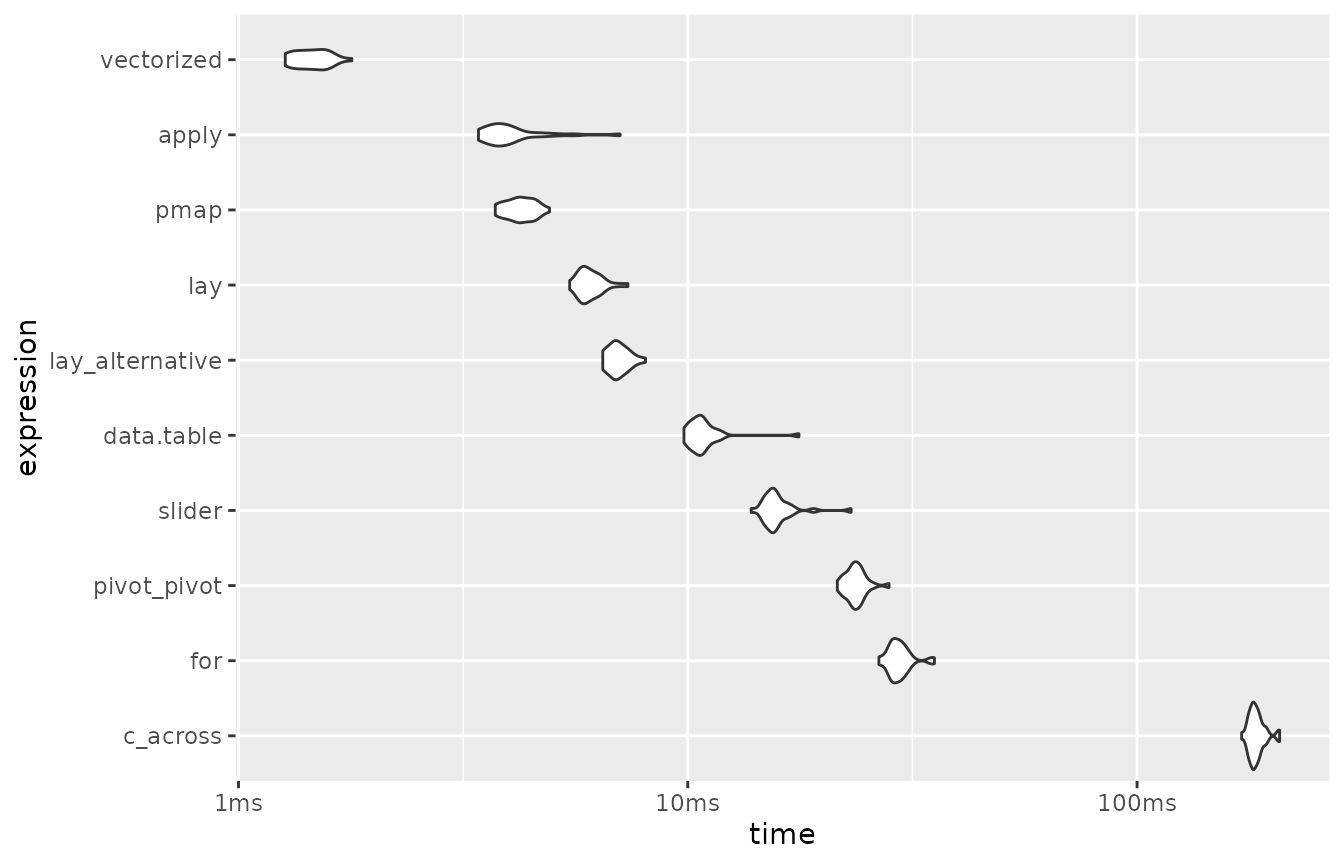 vectorized
apply
pmap
lay
lay_alternative
data.table
slider
pivot_pivot
for
c_across
expression
1ms 10ms 100ms
time